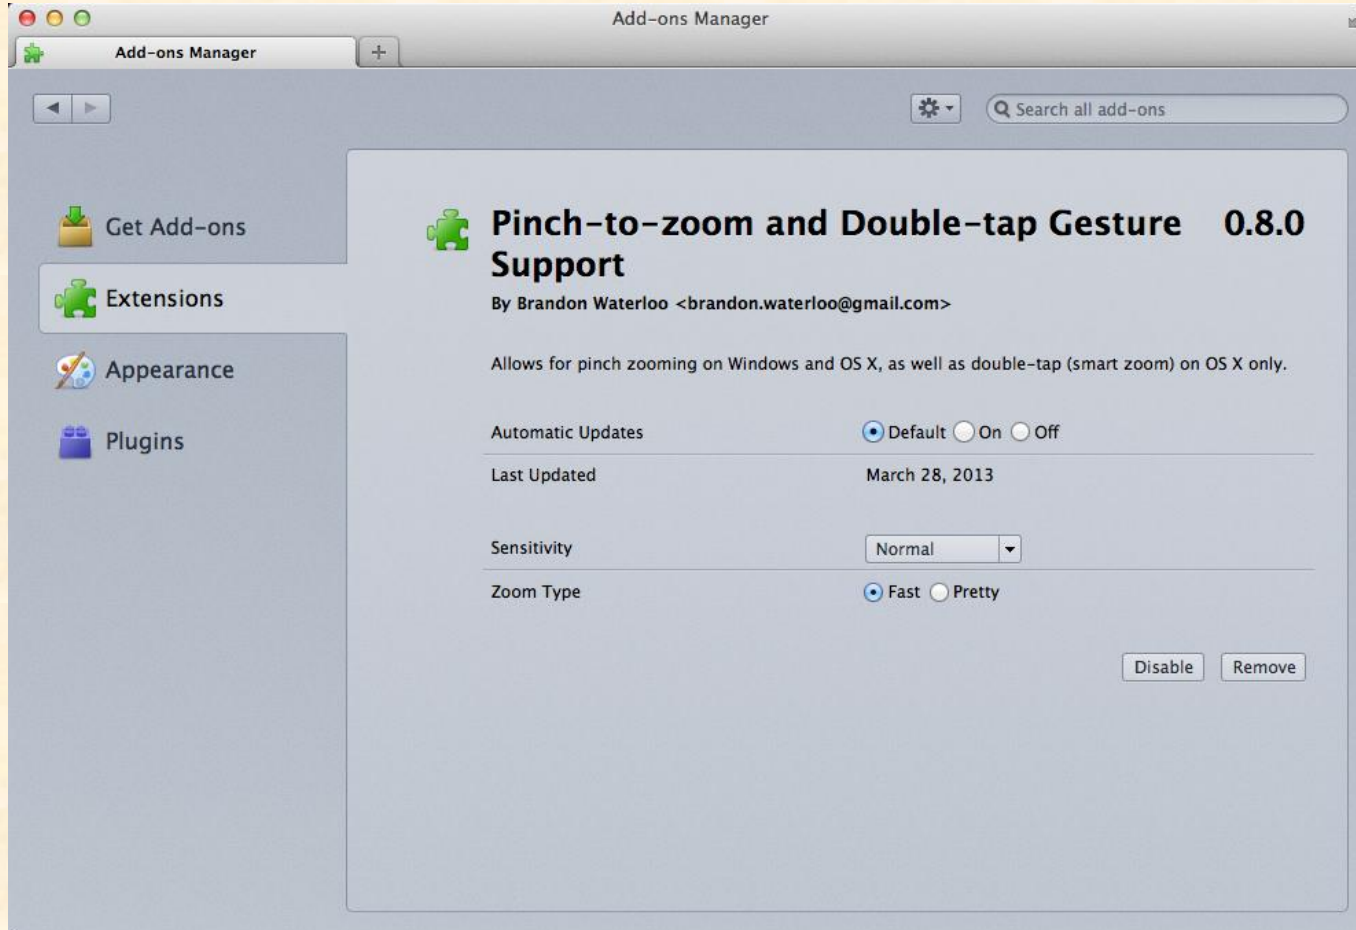 Add-ons Manager
Add-ons Manager
Search all add-ons
Get Add-ons
Extensions
Appearance
Plugins
Pinch-to-zoom and Double-tap Gesture 0.8.0
Support
By Brandon Waterloo <brandon.waterloo@gmail.com>
Allows for pinch zooming on Windows and OS X, as well as double-tap (smart zoom) on OS X only.
Automatic Updates Default On Off
Last Updated March 28, 2013
Sensitivity Normal
Zoom Type Fast Pretty
Disable Remove